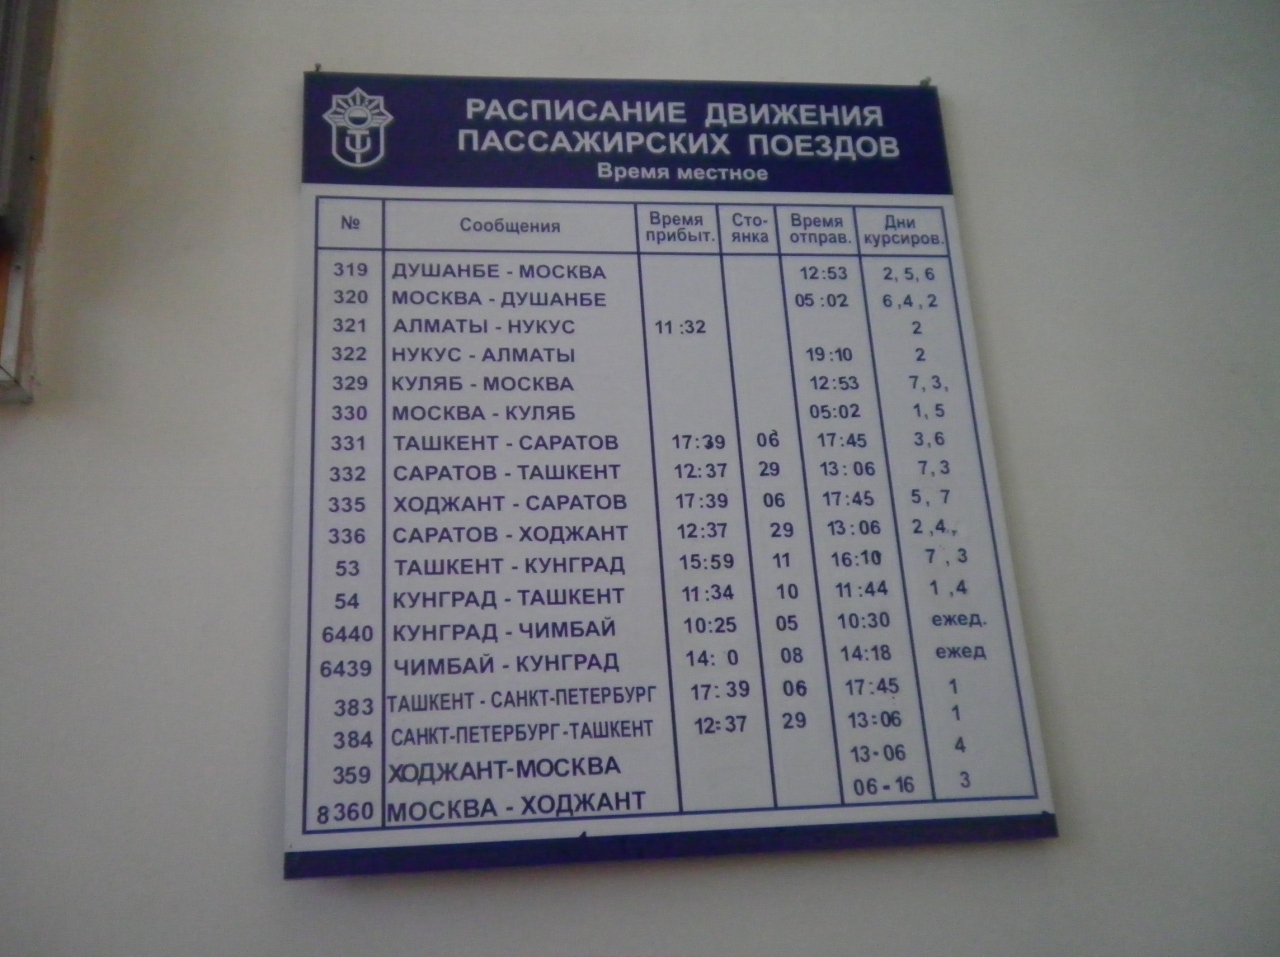 РАСПИСАНИЕ ДВИЖЕНИЯ
ПАССАЖИРСКИХ ПОЕЗДОВ
Время местное
№ Сообщения Время прибыт. Сто-янка Время отправ. Дни курсиров.
319 ДУШАНБЕ - МОСКВА 12:53 2, 5, 6
320 МОСКВА - ДУШАНБЕ 05:02 6,4,2
321 АЛМАТЫ - НУКУС 11:32 2
322 НУКУС - АЛМАТЫ 19:10 2
329 КУЛЯБ - МОСКВА 12:53 7, 3,
330 МОСКВА - КУЛЯБ 05:02 1, 5
331 ТАШКЕНТ - САРАТОВ 17:39 06 17:45 3,6
332 САРАТОВ - ТАШКЕНТ 12:37 29 13:06 7,3
335 ХОДЖАНТ - САРАТОВ 17:39 06 17:45 5, 7
336 САРАТОВ - ХОДЖАНТ 12:37 29 13:06 2,4,
53 ТАШКЕНТ - КУНГРАД 15:59 11 16:10 7, 3
54 КУНГРАД - ТАШКЕНТ 11:34 10 11:44 1,4
6440 КУНГРАД - ЧИМБАЙ 10:25 05 10:30 ежед.
6439 ЧИМБАЙ - КУНГРАД 14: 0 08 14:18 ежед
383 ТАШКЕНТ - САНКТ-ПЕТЕРБУРГ 17:39 06 17:45 1
384 САНКТ-ПЕТЕРБУРГ-ТАШКЕНТ 12:37 29 13:06 1
359 ХОДЖАНТ-МОСКВА 13-06 4
8360 МОСКВА - ХОДЖАНТ 06-16 3